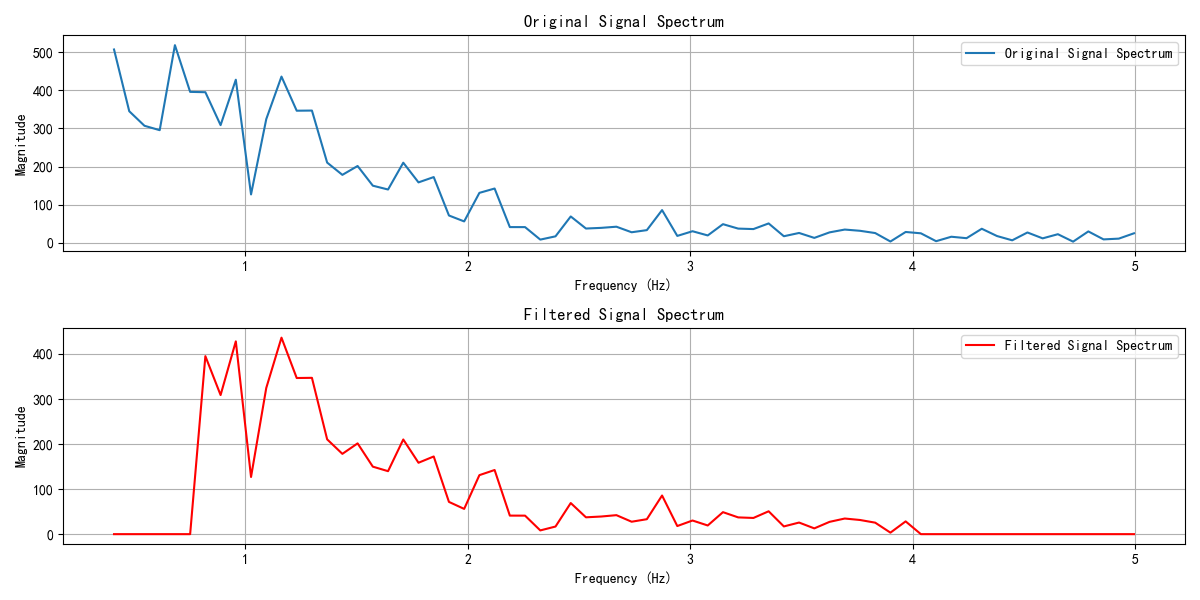 Original Signal Spectrum
Original Signal Spectrum
500
400
300
200
100
0
Magnitude
1 2 3 4 5
Frequency (Hz)
Filtered Signal Spectrum
Filtered Signal Spectrum
400
300
200
100
0
Magnitude
1 2 3 4 5
Frequency (Hz)